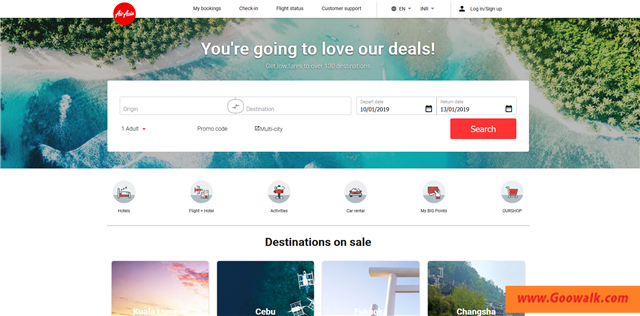 AirAsia
My bookings Check-in Flight status Customer support EN INR Log in/Sign up
You're going to love our deals!
Get low fares to over 130 destinations
Origin Destination
Depart date Return date
10/01/2019 13/01/2019
1 Adult Promo code Multi-city Search
Hotels Flight + Hotel Activities Car rental My BIG Points OURSHOP
Destinations on sale
Kuala Cebu Changsha
www.Goowalk.com